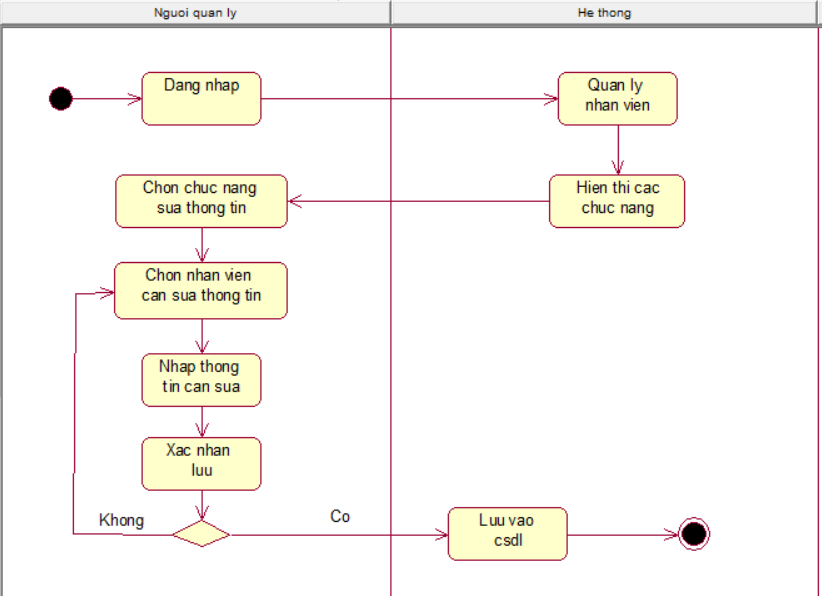 Nguoi quan ly
He thong
Dang nhap
Quan ly
nhan vien
Chon chuc nang
sua thong tin
Hien thi cac
chuc nang
Chon nhan vien
can sua thong tin
Nhap thong
tin can sua
Xac nhan
luu
Khong
Co
Luu vao
csdl